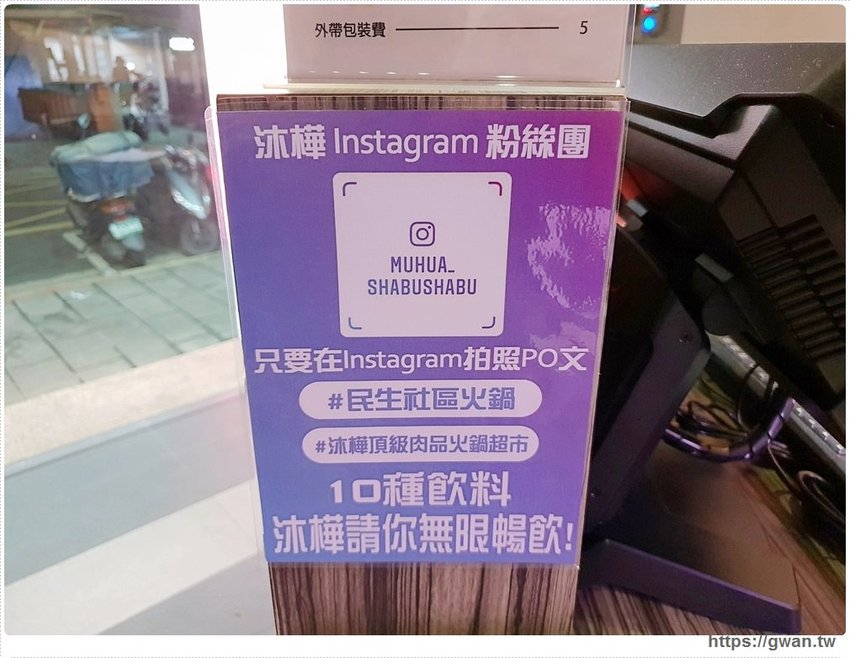 外帶包裝費 5
沐樺 Instagram 粉絲團
MUHUA_
SHABUSHABU
只要在Instagram拍照PO文
#民生社區火鍋
#沐樺頂級肉品火鍋超市
10種飲料
沐樺請你無眼暢飲!
https://gwan.tw